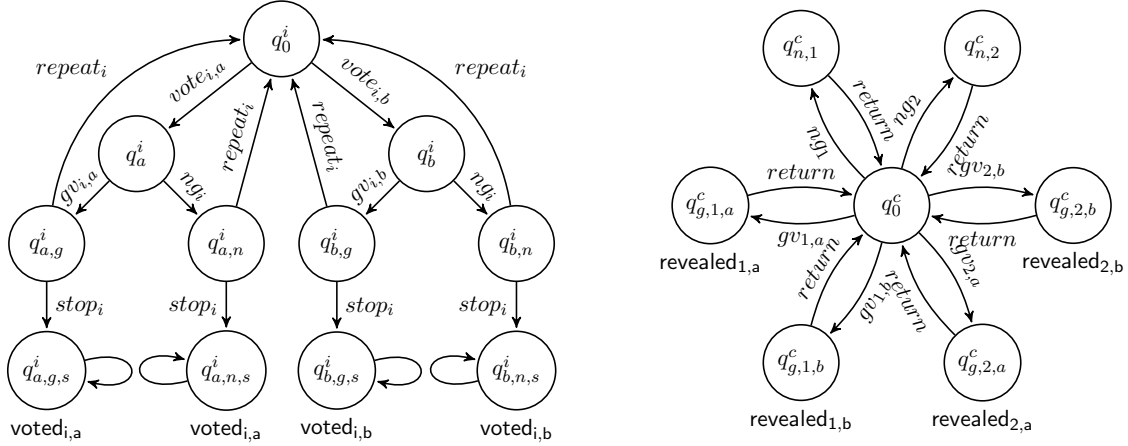 q_0^i
repeat_i
vote_{i,a}
vote_{i,b}
repeat_i
q_a^i
repeat_i
repeat_i
q_b^i
gv_{i,a}
ng_i
gv_{i,b}
ng_i
q_{a,g}^i
q_{a,n}^i
q_{b,g}^i
q_{b,n}^i
stop_i
stop_i
stop_i
stop_i
q_{a,g,s}^i
q_{a,n,s}^i
q_{b,g,s}^i
q_{b,n,s}^i
voted_{i,a}
voted_{i,a}
voted_{i,b}
voted_{i,b}
q_{n,1}^c
q_{n,2}^c
return
ng_1
ng_2
return
q_{g,1,a}^c
return
q_0^c
gv_{2,b}
q_{g,2,b}^c
gv_{1,a}
return
revealed_{1,a}
revealed_{2,b}
return
gv_{1,b}
return
gv_{2,a}
q_{g,1,b}^c
q_{g,2,a}^c
revealed_{1,b}
revealed_{2,a}